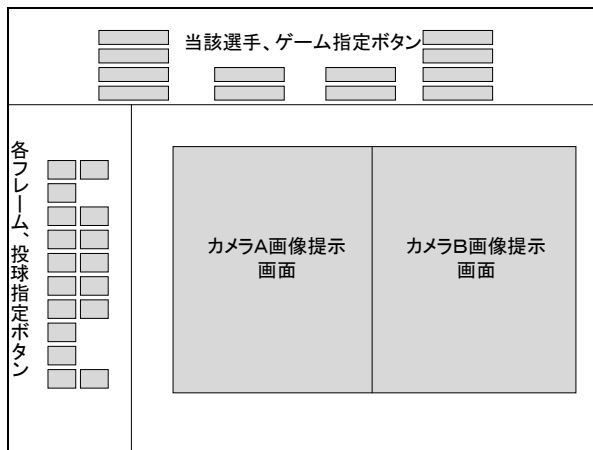 当該選手、ゲーム指定ボタン
各フレーム、投球指定ボタン
カメラA画像提示
画面
カメラB画像提示
画面